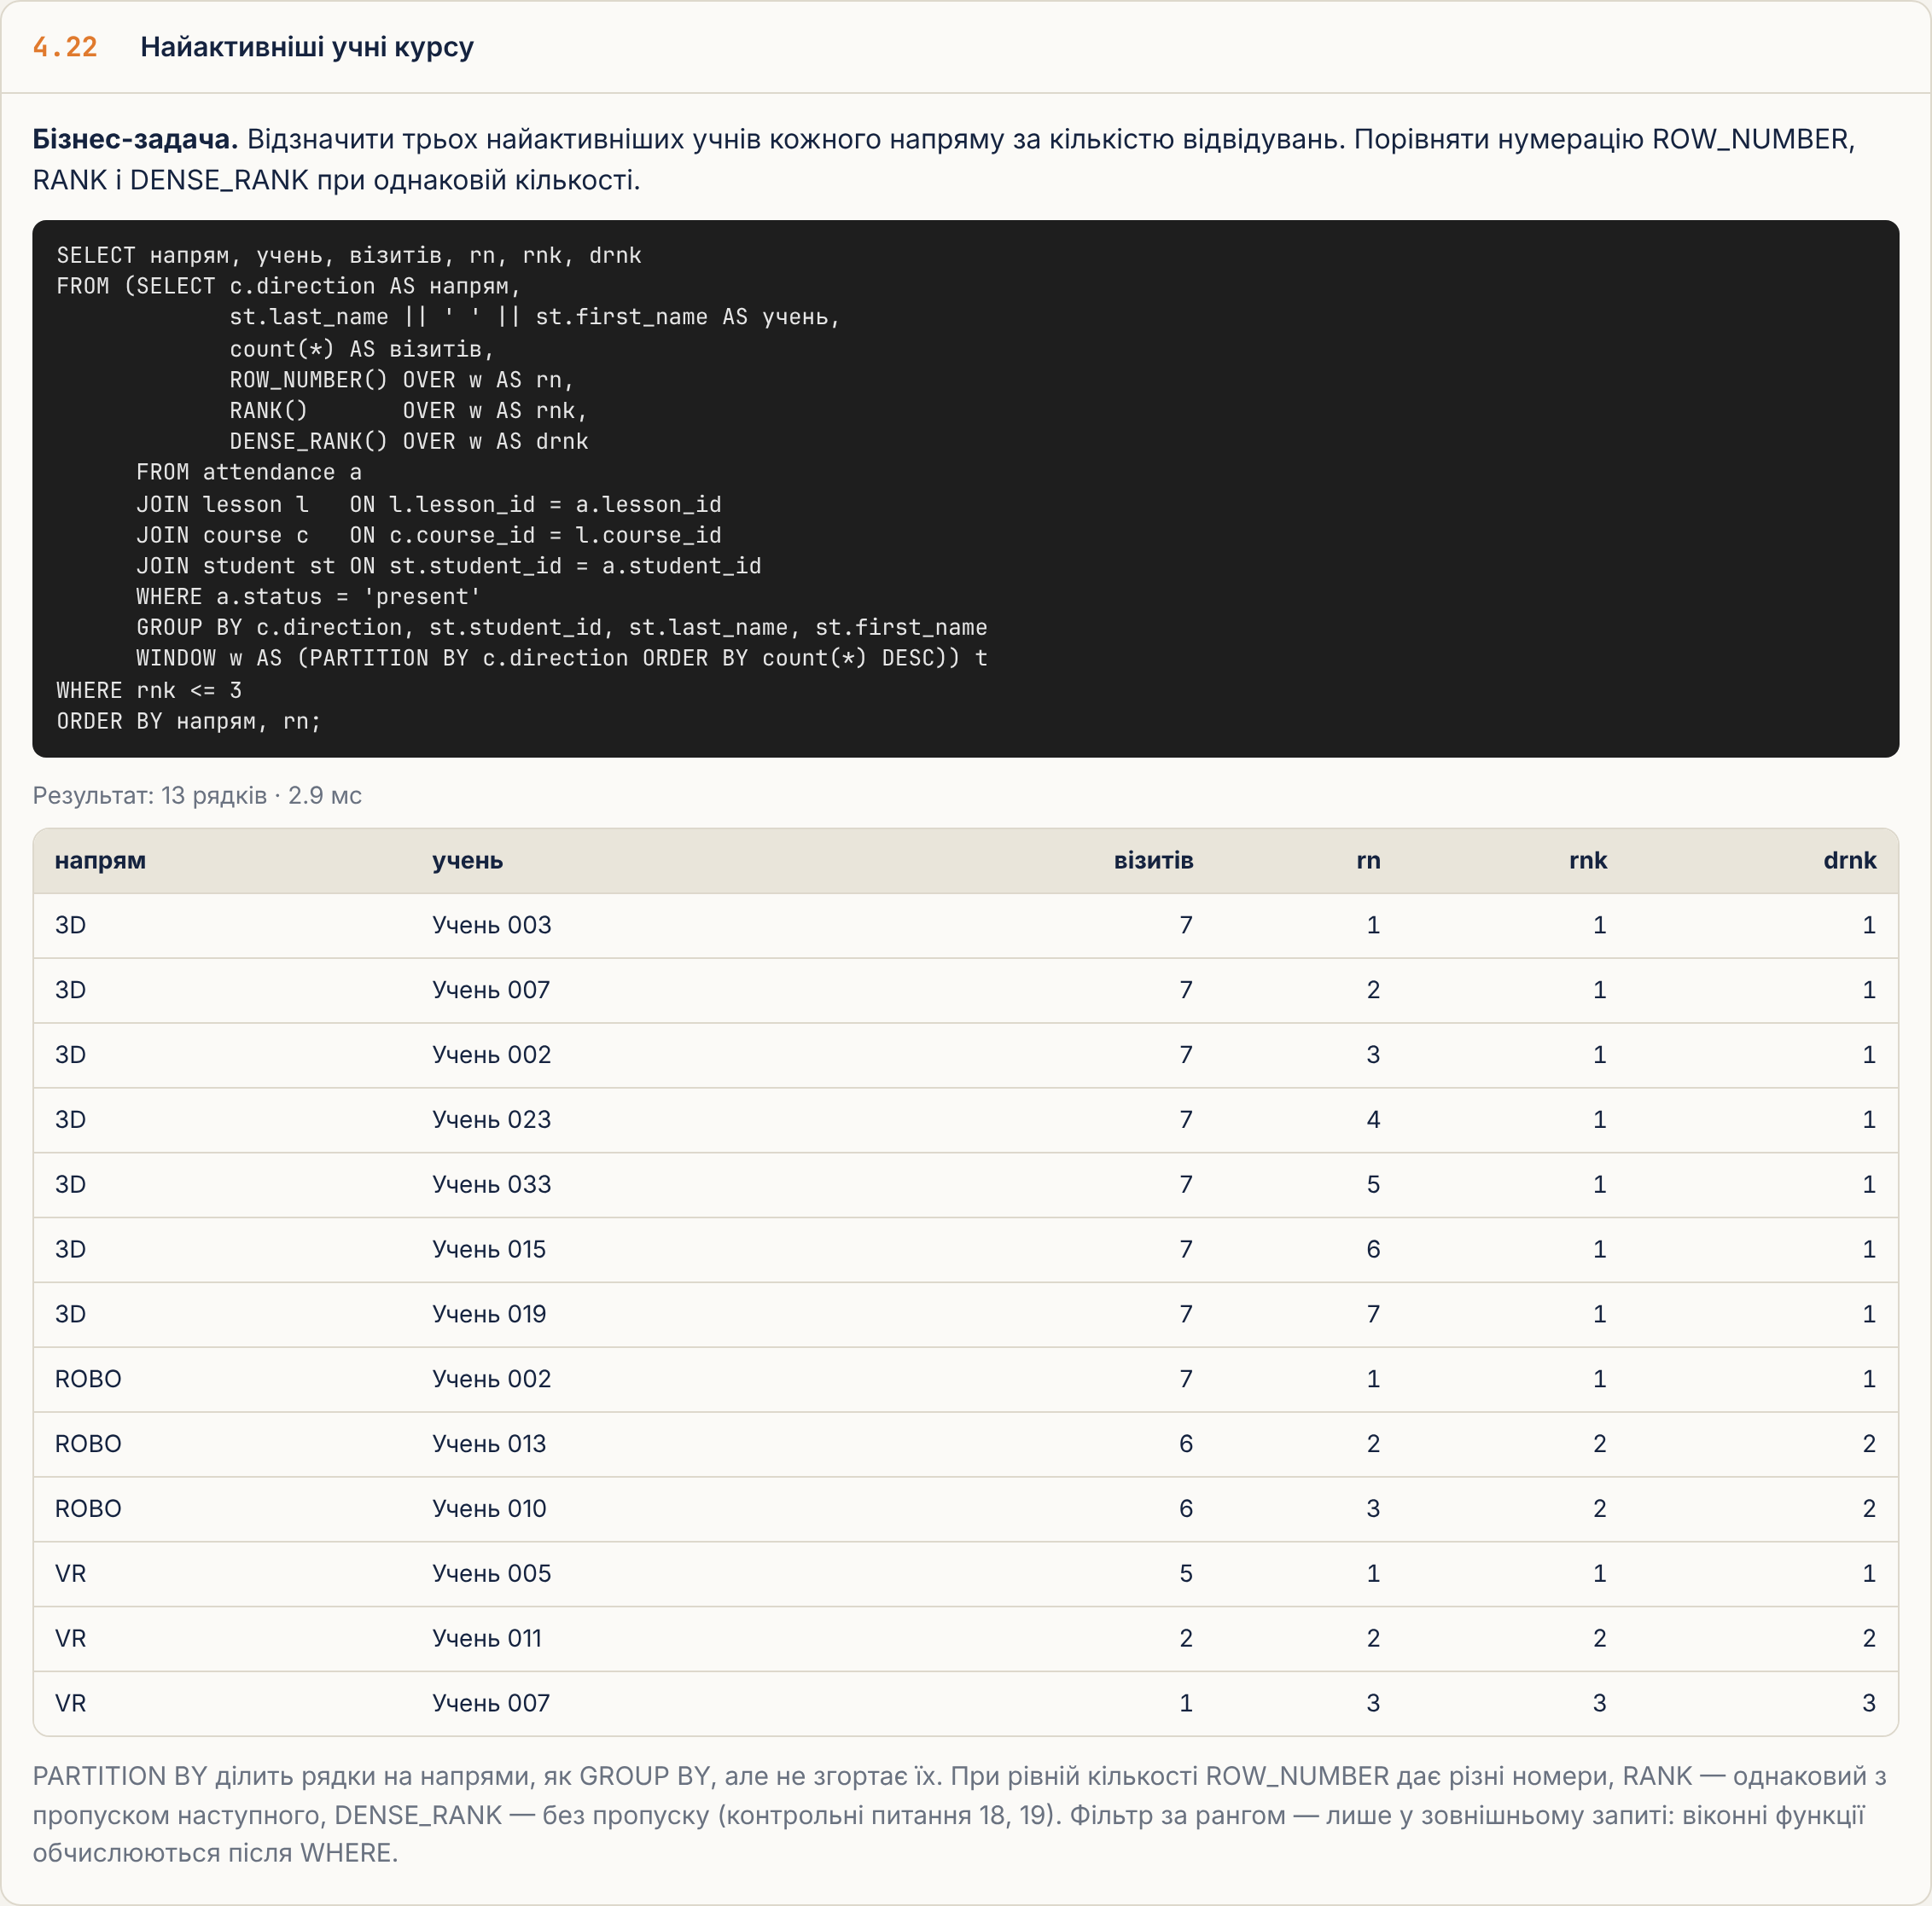 4.22 Найактивніші учні курсу
Бізнес-задача. Відзначити трьох найактивніших учнів кожного напряму за кількістю відвідувань. Порівняти нумерацію ROW_NUMBER,
RANK і DENSE_RANK при однаковій кількості.
SELECT напрям, учень, візитів, rn, rnk, drnk
FROM (SELECT c.direction AS напрям,
             st.last_name || ' ' || st.first_name AS учень,
             count(*) AS візитів,
             ROW_NUMBER() OVER w AS rn,
             RANK()       OVER w AS rnk,
             DENSE_RANK() OVER w AS drnk
      FROM attendance a
      JOIN lesson l   ON l.lesson_id = a.lesson_id
      JOIN course c   ON c.course_id = l.course_id
      JOIN student st ON st.student_id = a.student_id
      WHERE a.status = 'present'
      GROUP BY c.direction, st.student_id, st.last_name, st.first_name
      WINDOW w AS (PARTITION BY c.direction ORDER BY count(*) DESC)) t
WHERE rnk <= 3
ORDER BY напрям, rn;
Результат: 13 рядків · 2.9 мс
напрям учень візитів rn rnk drnk
3D Учень 003 7 1 1 1
3D Учень 007 7 2 1 1
3D Учень 002 7 3 1 1
3D Учень 023 7 4 1 1
3D Учень 033 7 5 1 1
3D Учень 015 7 6 1 1
3D Учень 019 7 7 1 1
ROBO Учень 002 7 1 1 1
ROBO Учень 013 6 2 2 2
ROBO Учень 010 6 3 2 2
VR Учень 005 5 1 1 1
VR Учень 011 2 2 2 2
VR Учень 007 1 3 3 3
PARTITION BY ділить рядки на напрями, як GROUP BY, але не згортає їх. При рівній кількості ROW_NUMBER дає різні номери, RANK — однаковий з
пропуском наступного, DENSE_RANK — без пропуску (контрольні питання 18, 19). Фільтр за рангом — лише у зовнішньому запиті: віконні функції
обчислюються після WHERE.